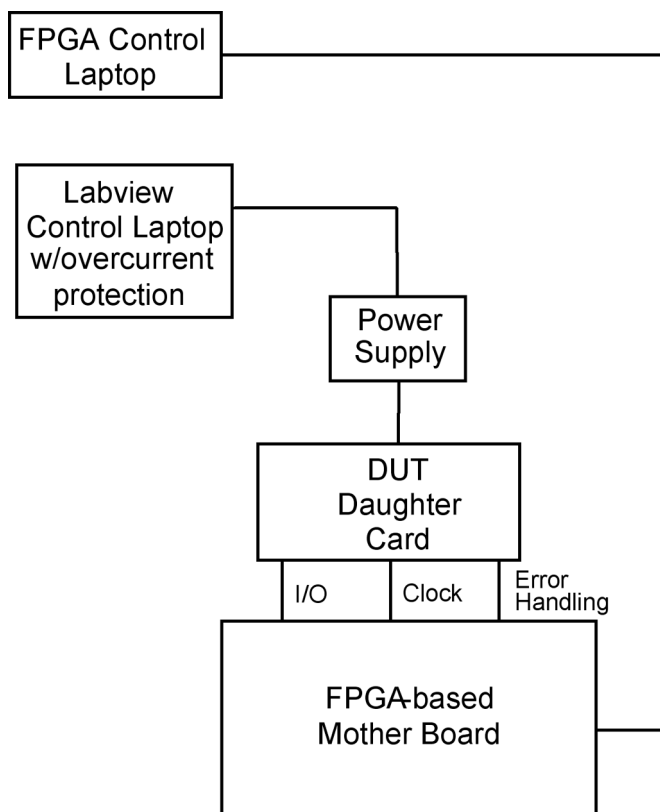 FPGA Control
Laptop
Labview
Control Laptop
w/overcurrent
protection
Power
Supply
DUT
Daughter
Card
I/O
Clock
Error
Handling
FPGA-based
Mother Board